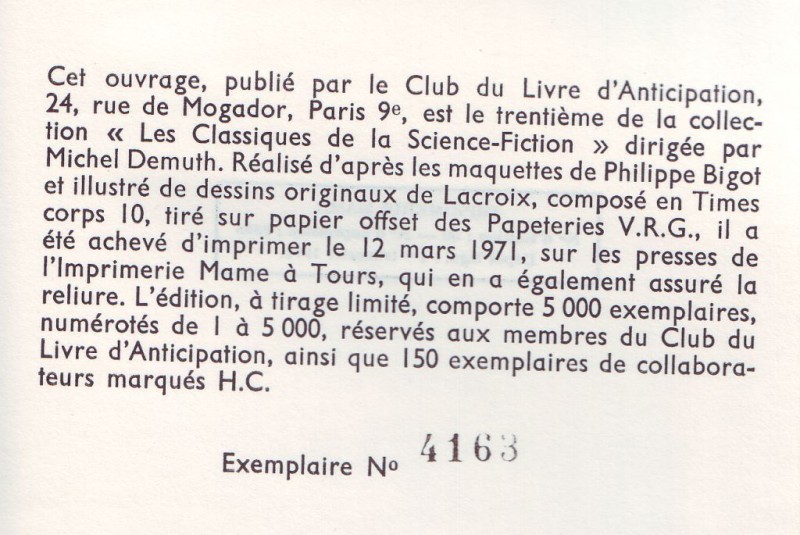 Cet ouvrage, publié par le Club du Livre d'Anticipation,
24, rue de Mogador, Paris 9e, est le trentième de la collec-
tion « Les Classiques de la Science-Fiction » dirigée par
Michel Demuth. Réalisé d'après les maquettes de Philippe Bigot
et illustré de dessins originaux de Lacroix, composé en Times
corps 10, tiré sur papier offset des Papeteries V.R.G., il a
été achevé d'imprimer le 12 mars 1971, sur les presses de
l'Imprimerie Mame à Tours, qui en a également assuré la
reliure. L'édition, à tirage limité, comporte 5 000 exemplaires,
numérotés de 1 à 5 000, réservés aux membres du Club du
Livre d'Anticipation, ainsi que 150 exemplaires de collabora-
teurs marqués H.C.
Exemplaire No 4163